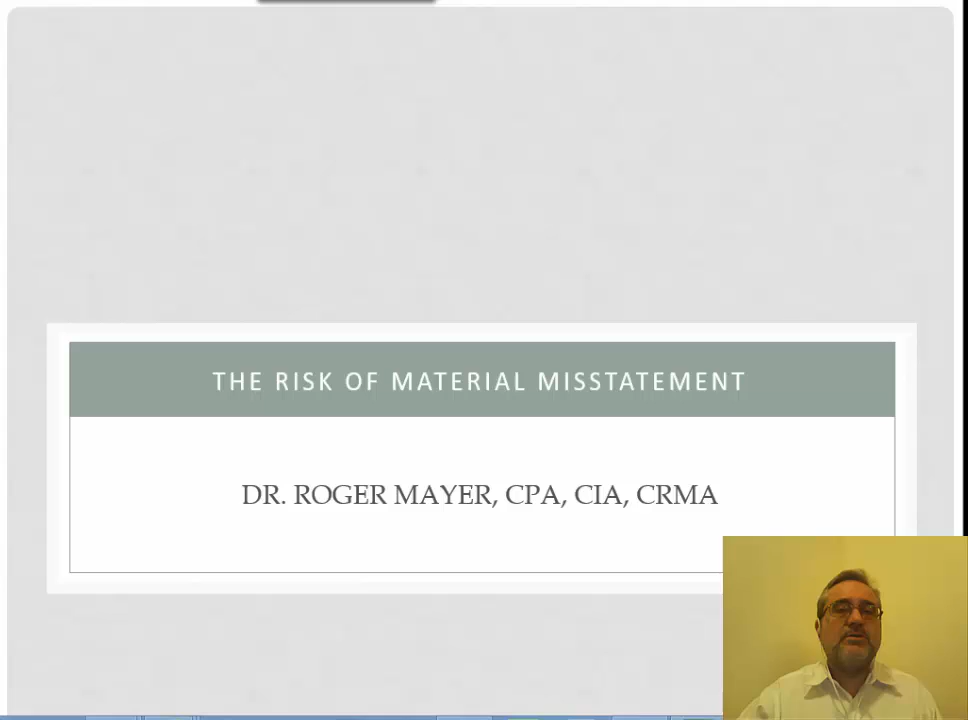 THE RISK OF MATERIAL MISSTATEMENT
DR. ROGER MAYER, CPA, CIA, CRMA